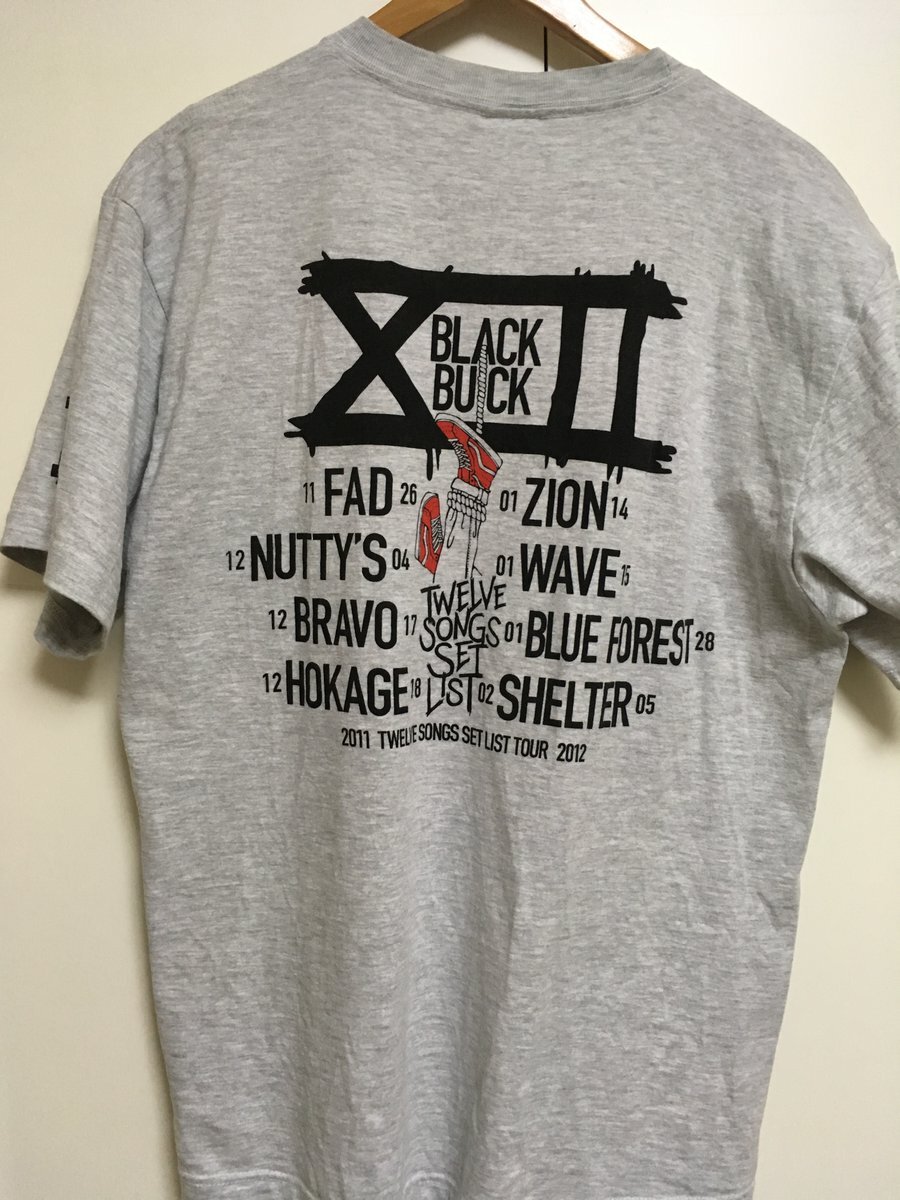 XII
BLACK
BUCK
11 FAD 26
12 NUTTY'S 04
12 BRAVO 17
12 HOKAGE 18
01 ZION 14
01 WAVE 15
01 BLUE FOREST 28
02 SHELTER 05
TWELVE
SONGS
SET
LIST
2011 TWELVE SONGS SET LIST TOUR 2012